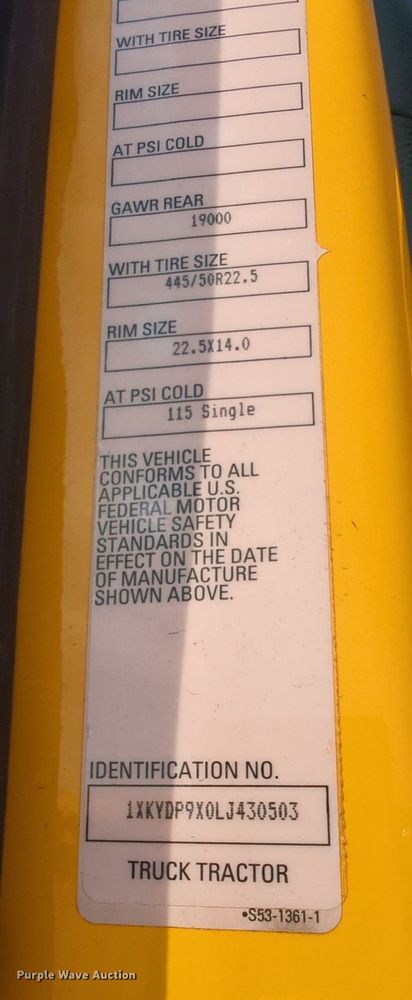 WITH TIRE SIZE
RIM SIZE
AT PSI COLD
GAWR REAR
19000
WITH TIRE SIZE
445/50R22.5
RIM SIZE
22.5X14.0
AT PSI COLD
115 Single
THIS VEHICLE
CONFORMS TO ALL
APPLICABLE U.S.
FEDERAL MOTOR
VEHICLE SAFETY
STANDARDS IN
EFFECT ON THE DATE
OF MANUFACTURE
SHOWN ABOVE.
IDENTIFICATION NO.
1XKYDP9X0LJ430503
TRUCK TRACTOR
•S53-1361-1
Purple Wave Auction